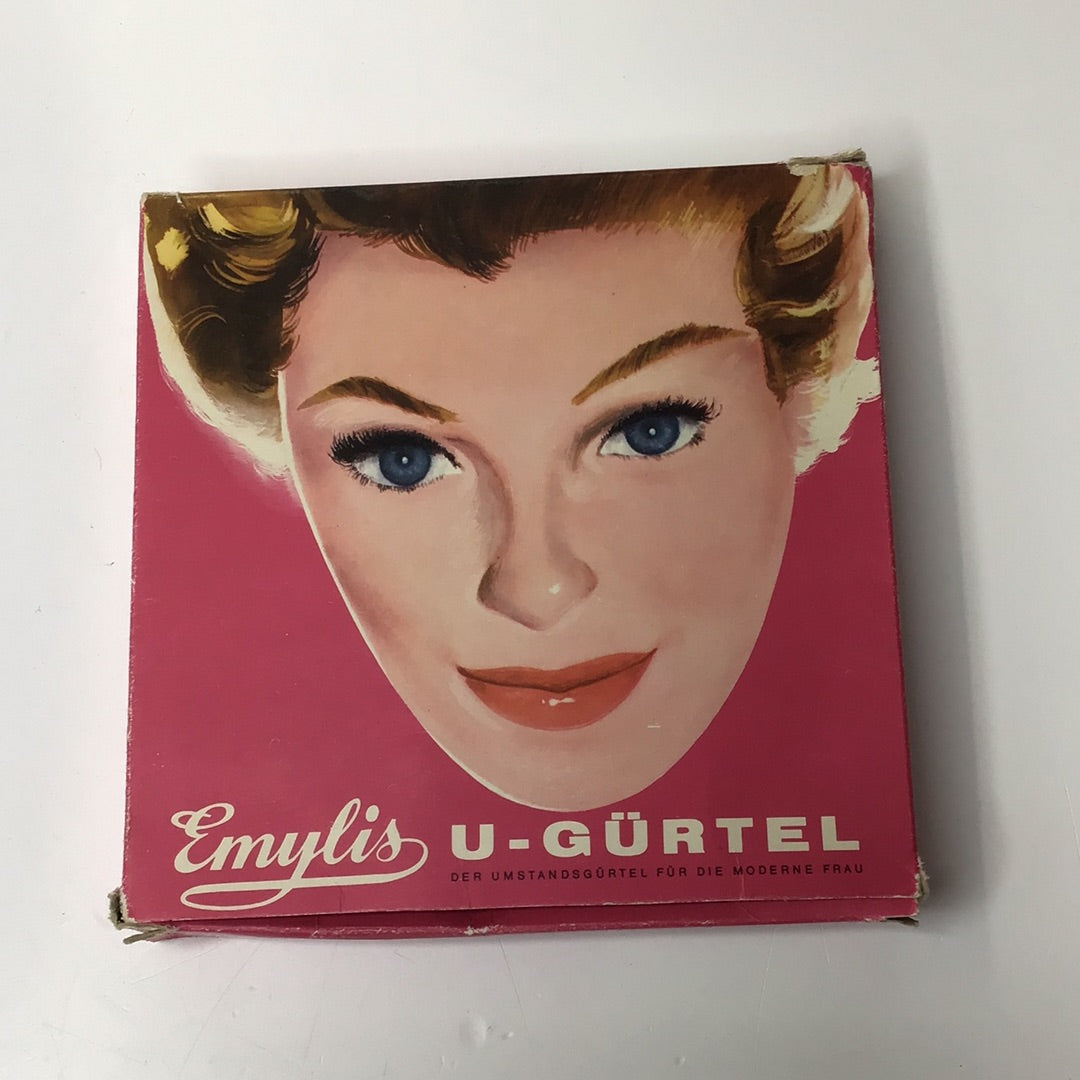 Emylis U-GÜRTEL
DER UMSTANDSGÜRTEL FÜR DIE MODERNE FRAU